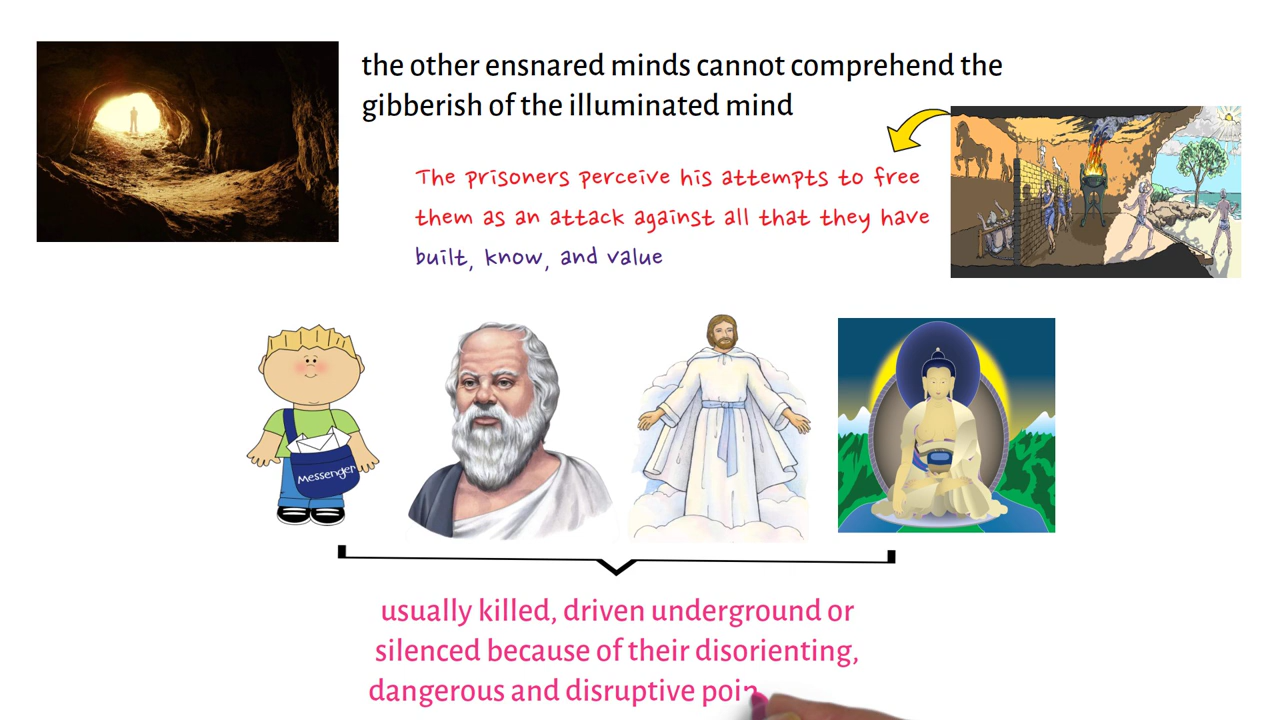 the other ensnared minds cannot comprehend the
gibberish of the illuminated mind
The prisoners perceive his attempts to free
them as an attack against all that they have
built, know, and value
Messenger
usually killed, driven underground or
silenced because of their disorienting,
dangerous and disruptive poin